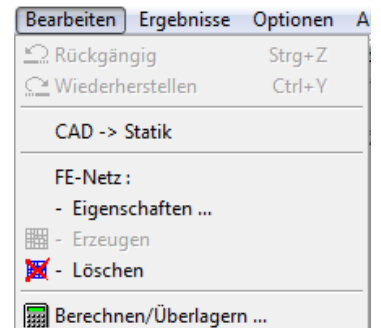 Bearbeiten Ergebnisse Optionen
Rückgängig Strg+Z
Wiederherstellen Ctrl+Y
CAD -> Statik
FE-Netz :
- Eigenschaften ...
- Erzeugen
- Löschen
Berechnen/Überlagern ...